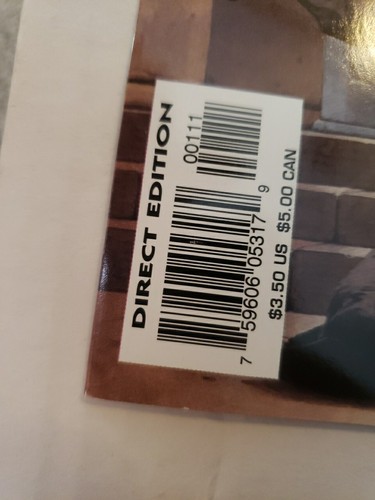 DIRECT EDITION
00111
7 59606 05317 9
$3.50 US $5.00 CAN